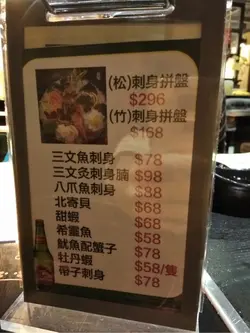 (松)刺身拼盤
$296
(竹)刺身拼盤
$168
三文魚刺身 $78
三文灸刺身腩 $98
八爪魚刺身 $88
北寄貝 $68
甜蝦 $68
希靈魚 $58
魷魚配蟹子 $78
牡丹蝦 $58/隻
帶子刺身 $78